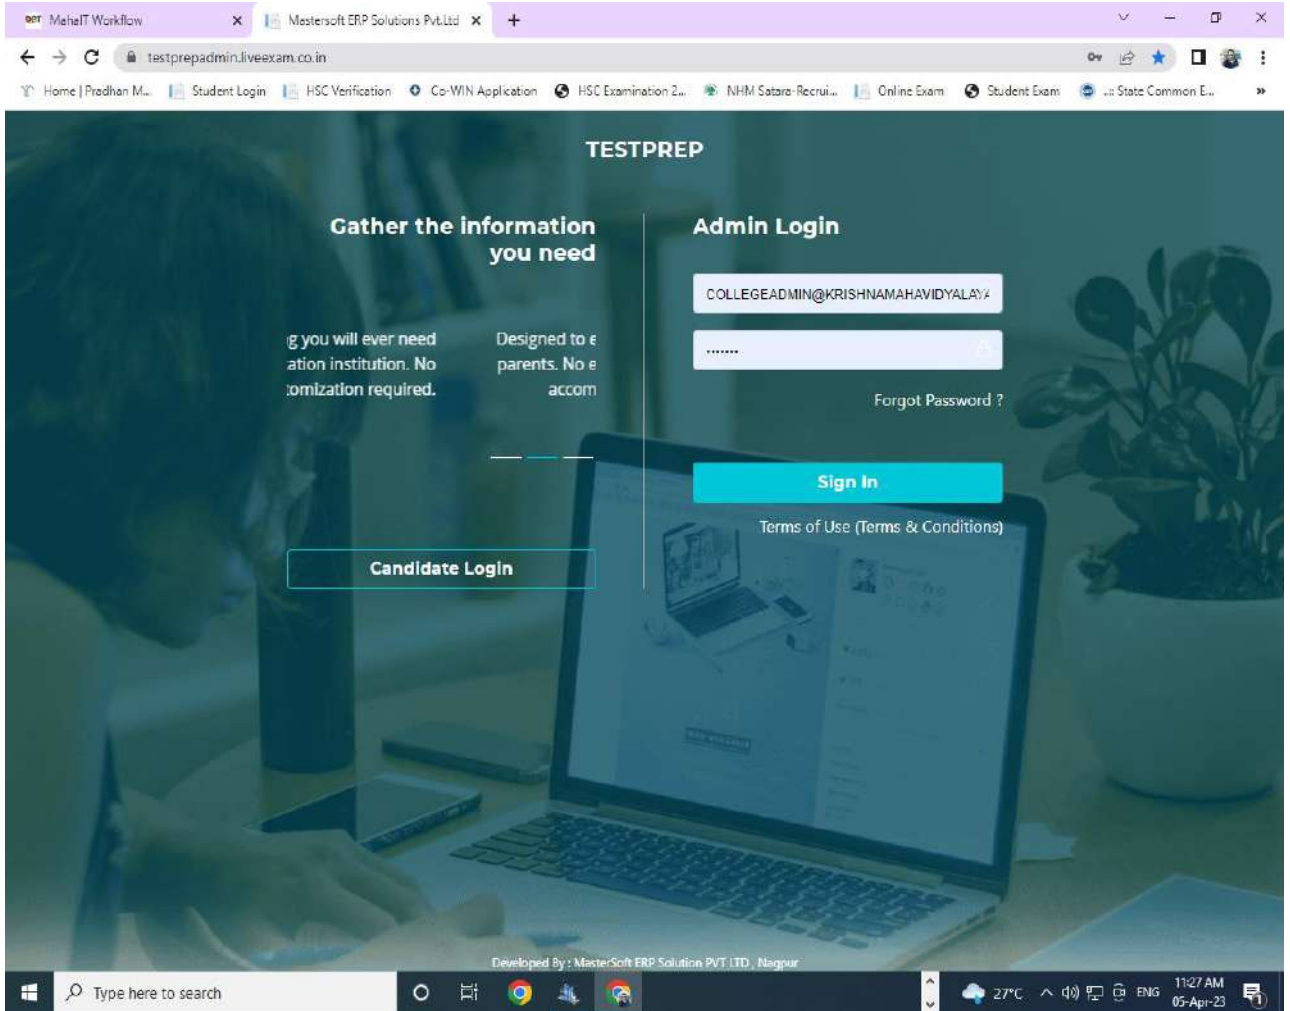 MahaIT Workflow
Mastersoft ERP Solutions Pvt.Ltd
testprepadmin.liveexam.co.in
Home | Pradhan M...
Student Login
HSC Verification
Co-WIN Application
HSC Examination 2...
NHM Satara-Recrui...
Online Exam
Student Exam
..:: State Common E...
TESTPREP
Gather the information
you need
g you will ever need
ation institution. No
tomization required.
Designed to e
parents. No e
accom
Candidate Login
Admin Login
COLLEGEADMIN@KRISHNAMAHAVIDYALAYA
Forgot Password ?
Sign In
Terms of Use (Terms & Conditions)
Developed By : MasterSoft ERP Solution PVT LTD , Nagpur
Type here to search
27°C
ENG
11:27 AM
05-Apr-23